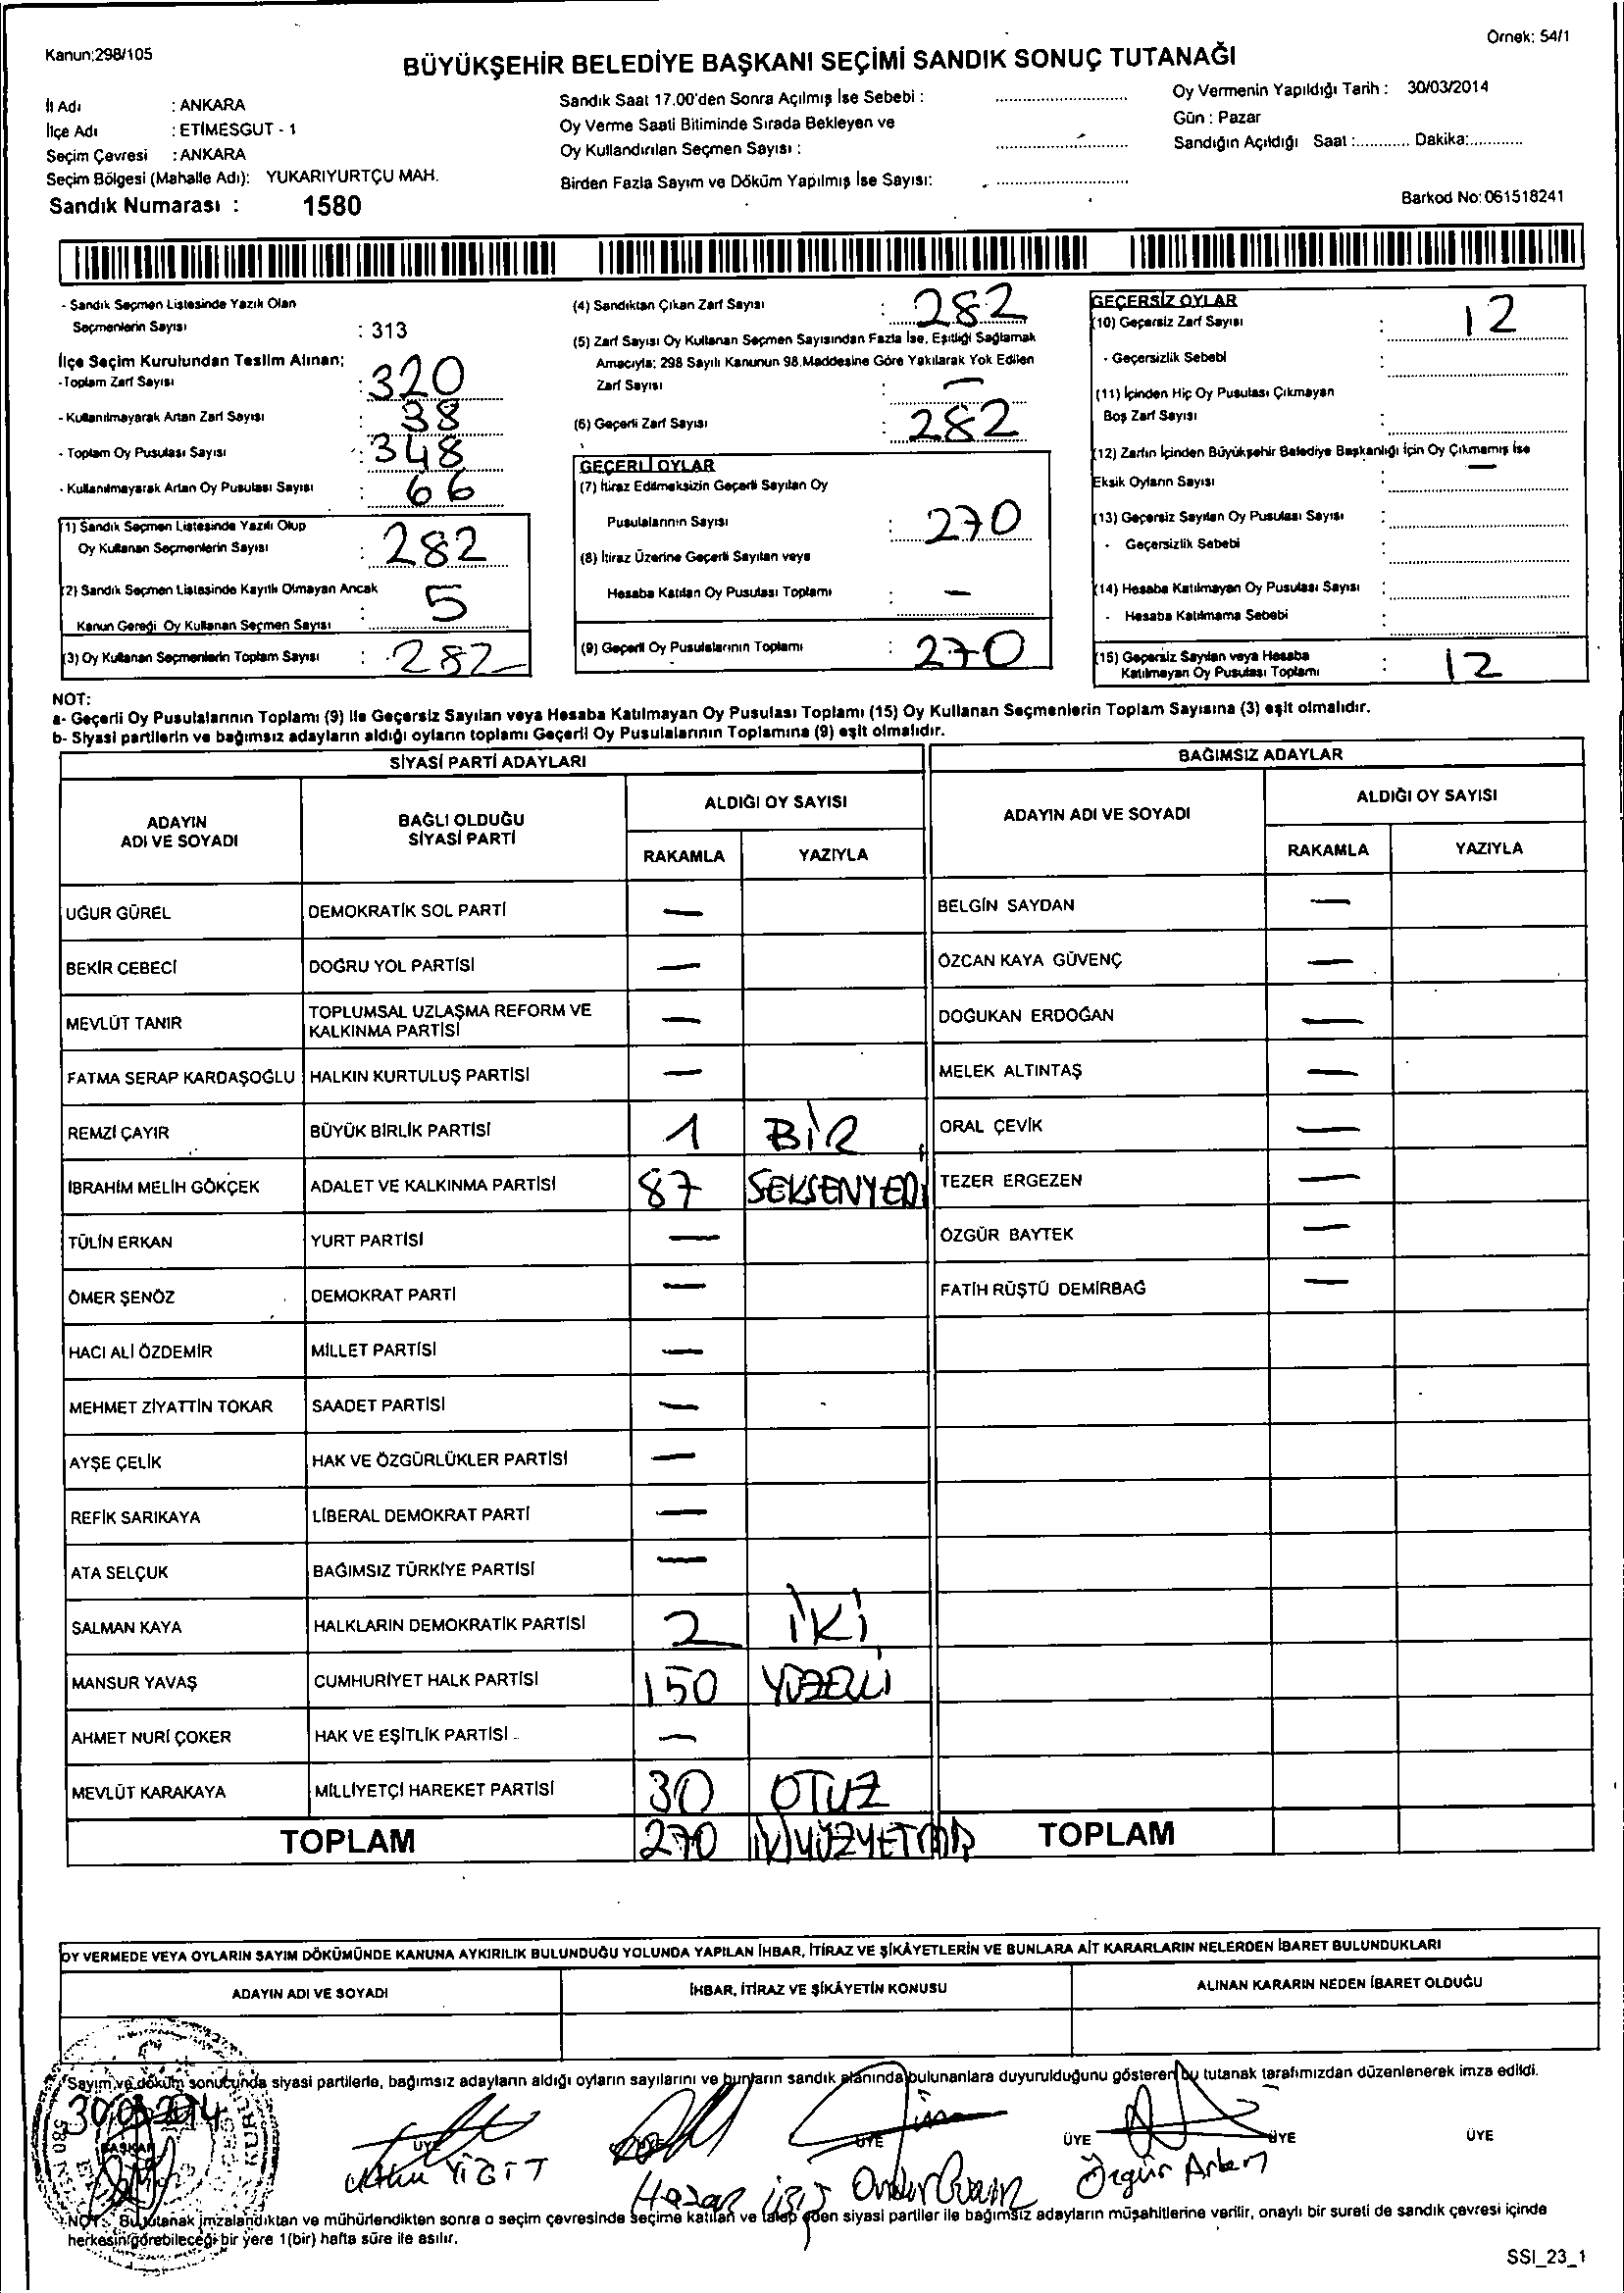 Kanun;298/105
Örnek: 54/1
BÜYÜKŞEHİR BELEDİYE BAŞKANI SEÇİMİ SANDIK SONUÇ TUTANAĞI
İl Adı : ANKARA
İlçe Adı : ETİMESGUT - 1
Seçim Çevresi : ANKARA
Seçim Bölgesi (Mahalle Adı): YUKARIYURTÇU MAH.
Sandık Numarası : 1580
Sandık Saat 17.00'den Sonra Açılmış İse Sebebi :
Oy Verme Saati Bitiminde Sırada Bekleyen ve
Oy Kullandırılan Seçmen Sayısı :
Birden Fazla Sayım ve Döküm Yapılmış İse Sayısı:
Oy Vermenin Yapıldığı Tarih : 30/03/2014
Gün : Pazar
Sandığın Açıldığı Saat :............ Dakika:............
Barkod No:061518241
- Sandık Seçmen Listesinde Yazılı Olan
Seçmenlerin Sayısı : 313
İlçe Seçim Kurulundan Teslim Alınan;
-Toplam Zarf Sayısı : 320
- Kullanılmayarak Artan Zarf Sayısı : 38
- Toplam Oy Pusulası Sayısı : 348
- Kullanılmayarak Artan Oy Pusulası Sayısı : 66
(1) Sandık Seçmen Listesinde Yazılı Olup
Oy Kullanan Seçmenlerin Sayısı : 282
(2) Sandık Seçmen Listesinde Kayıtlı Olmayan Ancak
Kanun Gereği Oy Kullanan Seçmen Sayısı : 5
(3) Oy Kullanan Seçmenlerin Toplam Sayısı : 282
(4) Sandıktan Çıkan Zarf Sayısı : 282
(5) Zarf Sayısı Oy Kullanan Seçmen Sayısından Fazla İse, Eşitliği Sağlamak
Amacıyla; 298 Sayılı Kanunun 98.Maddesine Göre Yakılarak Yok Edilen
Zarf Sayısı : —
(6) Geçerli Zarf Sayısı : 282
GEÇERLİ OYLAR
(7) İtiraz Edilmeksizin Geçerli Sayılan Oy
Pusulalarının Sayısı : 270
(8) İtiraz Üzerine Geçerli Sayılan veya
Hesaba Katılan Oy Pusulası Toplamı : —
(9) Geçerli Oy Pusulalarının Toplamı : 270
GEÇERSİZ OYLAR
(10) Geçersiz Zarf Sayısı : 12
- Geçersizlik Sebebi :
(11) İçinden Hiç Oy Pusulası Çıkmayan
Boş Zarf Sayısı :
(12) Zarfın İçinden Büyükşehir Belediye Başkanlığı İçin Oy Çıkmamış İse
Eksik Oyların Sayısı : —
(13) Geçersiz Sayılan Oy Pusulası Sayısı :
- Geçersizlik Sebebi :
(14) Hesaba Katılmayan Oy Pusulası Sayısı :
- Hesaba Katılmama Sebebi :
(15) Geçersiz Sayılan veya Hesaba
Katılmayan Oy Pusulası Toplamı : 12
NOT:
a- Geçerli Oy Pusulalarının Toplamı (9) ile Geçersiz Sayılan veya Hesaba Katılmayan Oy Pusulası Toplamı (15) Oy Kullanan Seçmenlerin Toplam Sayısına (3) eşit olmalıdır.
b- Siyasi partilerin ve bağımsız adayların aldığı oyların toplamı Geçerli Oy Pusulalarının Toplamına (9) eşit olmalıdır.
SİYASİ PARTİ ADAYLARI BAĞIMSIZ ADAYLAR
ADAYIN ADI VE SOYADI BAĞLI OLDUĞU SİYASİ PARTİ ALDIĞI OY SAYISI ADAYIN ADI VE SOYADI ALDIĞI OY SAYISI
RAKAMLA YAZIYLA RAKAMLA YAZIYLA
UĞUR GÜREL DEMOKRATİK SOL PARTİ — BELGİN SAYDAN —
BEKİR CEBECİ DOĞRU YOL PARTİSİ — ÖZCAN KAYA GÜVENÇ —
MEVLÜT TANIR TOPLUMSAL UZLAŞMA REFORM VE KALKINMA PARTİSİ — DOĞUKAN ERDOĞAN —
FATMA SERAP KARDAŞOĞLU HALKIN KURTULUŞ PARTİSİ — MELEK ALTINTAŞ —
REMZİ ÇAYIR BÜYÜK BİRLİK PARTİSİ 1 BİR ORAL ÇEVİK —
İBRAHİM MELİH GÖKÇEK ADALET VE KALKINMA PARTİSİ 87 SEKSENYEDİ TEZER ERGEZEN —
TÜLİN ERKAN YURT PARTİSİ — ÖZGÜR BAYTEK —
ÖMER ŞENÖZ DEMOKRAT PARTİ — FATİH RÜŞTÜ DEMİRBAĞ —
HACI ALİ ÖZDEMİR MİLLET PARTİSİ —
MEHMET ZİYATTİN TOKAR SAADET PARTİSİ —
AYŞE ÇELİK HAK VE ÖZGÜRLÜKLER PARTİSİ —
REFİK SARIKAYA LİBERAL DEMOKRAT PARTİ —
ATA SELÇUK BAĞIMSIZ TÜRKİYE PARTİSİ —
SALMAN KAYA HALKLARIN DEMOKRATİK PARTİSİ 2 İKİ
MANSUR YAVAŞ CUMHURİYET HALK PARTİSİ 150 YÜZELLİ
AHMET NURİ ÇOKER HAK VE EŞİTLİK PARTİSİ —
MEVLÜT KARAKAYA MİLLİYETÇİ HAREKET PARTİSİ 30 OTUZ
TOPLAM 270 İKİYÜZYETMİŞ TOPLAM
OY VERMEDE VEYA OYLARIN SAYIM DÖKÜMÜNDE KANUNA AYKIRILIK BULUNDUĞU YOLUNDA YAPILAN İHBAR, İTİRAZ VE ŞİKÂYETLERİN VE BUNLARA AİT KARARLARIN NELERDEN İBARET BULUNDUKLARI
ADAYIN ADI VE SOYADI İHBAR, İTİRAZ VE ŞİKÂYETİN KONUSU ALINAN KARARIN NEDEN İBARET OLDUĞU
Sayım ve döküm sonucunda siyasi partilerle, bağımsız adayların aldığı oyların sayılarını ve bunların sandık alanında bulunanlara duyurulduğunu gösteren bu tutanak tarafımızdan düzenlenerek imza edildi.
30.03.2014
BAŞKAN ÜYE ÜYE ÜYE ÜYE ÜYE ÜYE
YİĞİT Hazar Özgür
NOT : Bu tutanak imzalandıktan ve mühürlendikten sonra o seçim çevresinde seçime katılan ve talep eden siyasi partiler ile bağımsız adayların müşahitlerine verilir, onaylı bir sureti de sandık çevresi içinde
herkesin görebileceği bir yere 1(bir) hafta süre ile asılır.
SSI_23_1